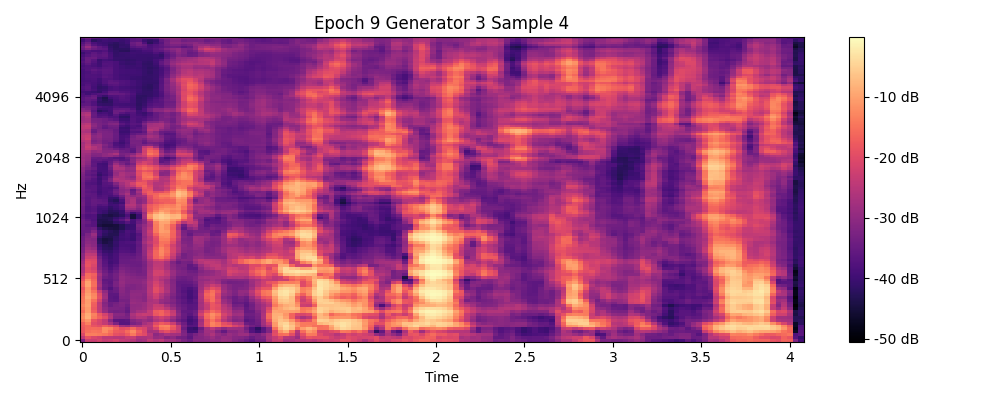 Epoch 9 Generator 3 Sample 4
Hz
4096
2048
1024
512
0
0 0.5 1 1.5 2 2.5 3 3.5 4
Time
-10 dB
-20 dB
-30 dB
-40 dB
-50 dB